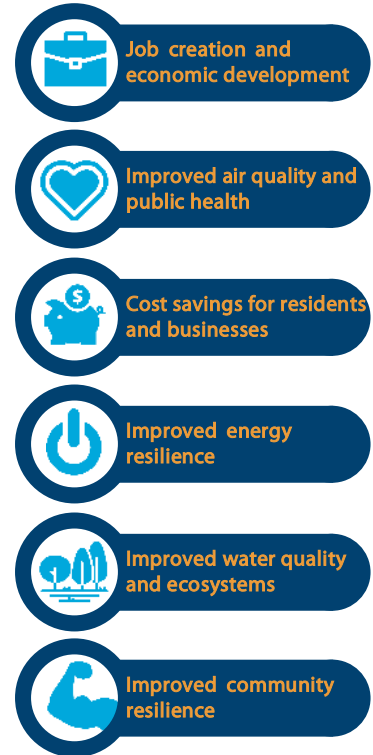 Job creation and
economic development
Improved air quality and
public health
$
Cost savings for residents
and businesses
Improved energy
resilience
Improved water quality
and ecosystems
Improved community
resilience